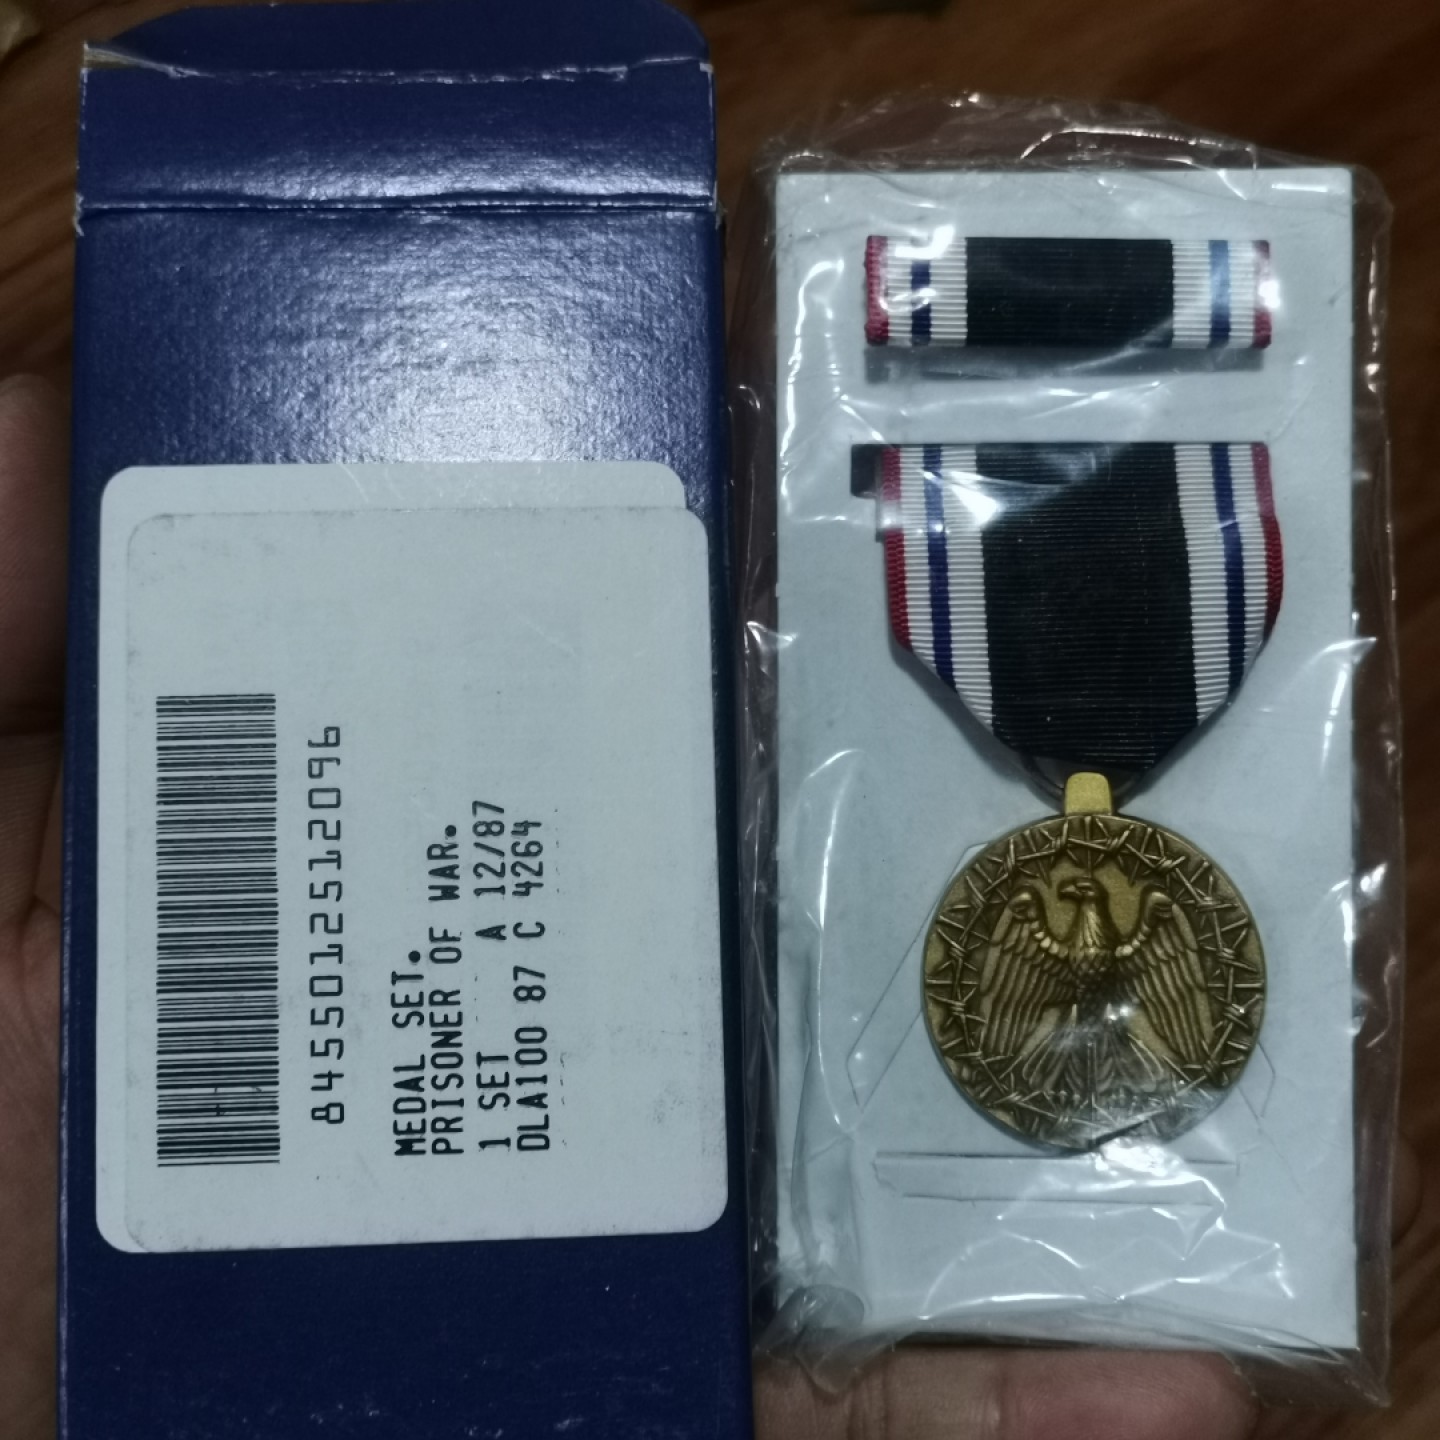 8455012512096
MEDAL SET.
PRISONER OF WAR.
1 SET A 12/87
DLA100 87 C 4264